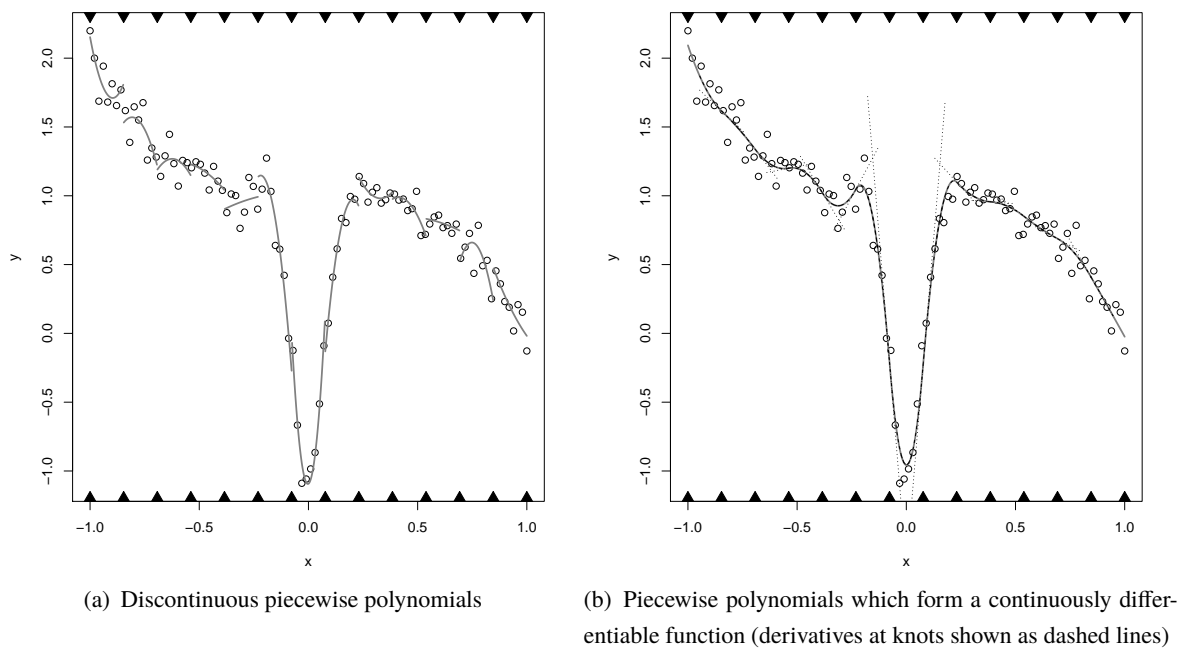 2.0
1.5
1.0
0.5
0.0
−0.5
−1.0
y
−1.0 −0.5 0.0 0.5 1.0
x
(a) Discontinuous piecewise polynomials
2.0
1.5
1.0
0.5
0.0
−0.5
−1.0
y
−1.0 −0.5 0.0 0.5 1.0
x
(b) Piecewise polynomials which form a continuously differ-
entiable function (derivatives at knots shown as dashed lines)